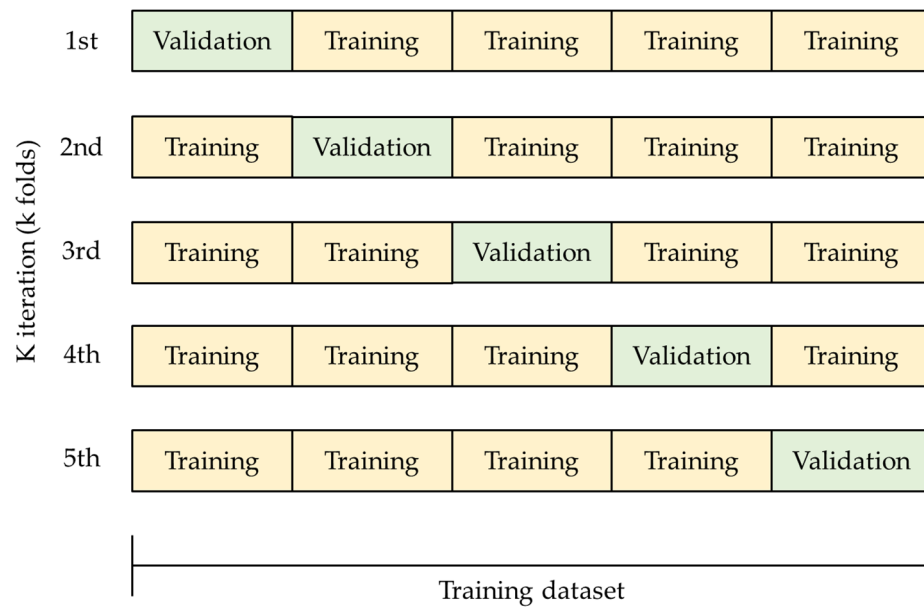 1st Validation Training Training Training Training
2nd Training Validation Training Training Training
3rd Training Training Validation Training Training
4th Training Training Training Validation Training
5th Training Training Training Training Validation
K iteration (k folds)
Training dataset